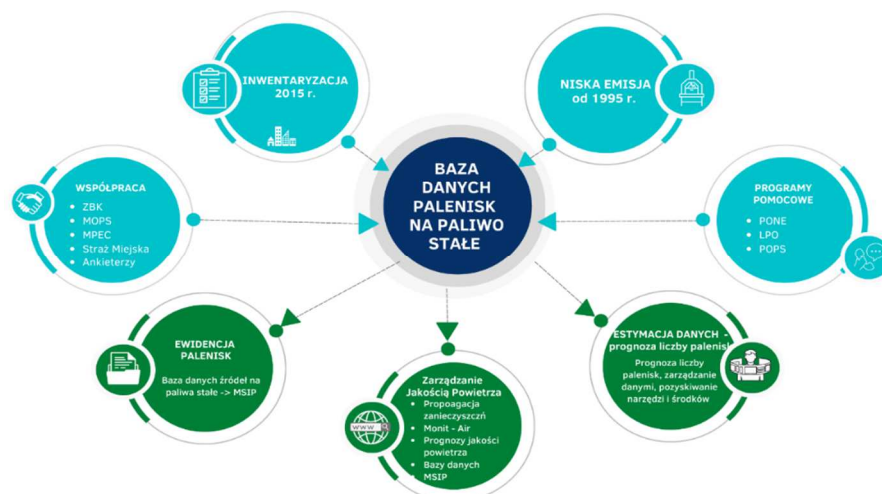 INWENTARYZACJA
2015 r.
NISKA EMISJA
od 1995 r.
BAZA
DANYCH
PALENISK
NA PALIWO
STAŁE
WSPÓŁPRACA
• ZBK
• MOPS
• MPEC
• Straż Miejska
• Ankieterzy
PROGRAMY
POMOCOWE
• PONE
• LPO
• POPS
EWIDENCJA
PALENISK
Baza danych źródeł na
paliwa stałe -> MSIP
Zarządzanie
Jakością Powietrza
• Propoagacja
zanieczyszczń
• Monit - Air
• Prognozy jakości
powietrza
• Bazy danych
• MSIP
WWW
ESTYMACJA DANYCH -
prognoza liczby palenisk
Prognoza liczby
palenisk, zarządzanie
danymi, pozyskiwanie
narzędzi i środków